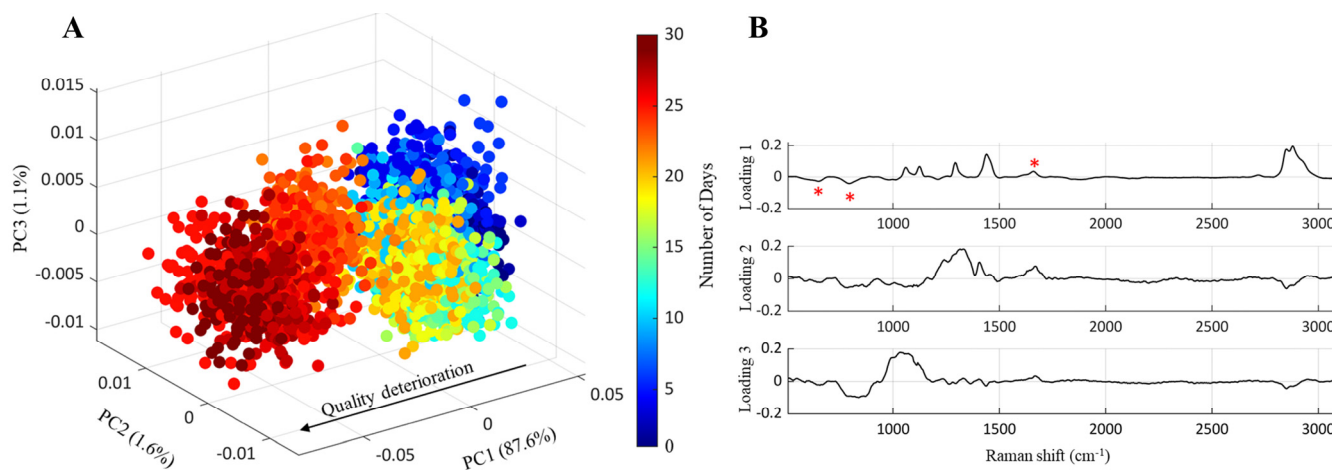 A
B
0.015
0.01
0.005
0
-0.005
-0.01
PC3 (1.1%)
0.01
0
-0.01
PC2 (1.6%)
Quality deterioration
-0.05
0
0.05
PC1 (87.6%)
30
25
20
15
10
5
0
Number of Days
Loading 1
0.2
0
-0.2
*
*
*
1000 1500 2000 2500 3000
Loading 2
0.2
0
-0.2
1000 1500 2000 2500 3000
Loading 3
0.2
0
-0.2
1000 1500 2000 2500 3000
Raman shift (cm⁻¹)